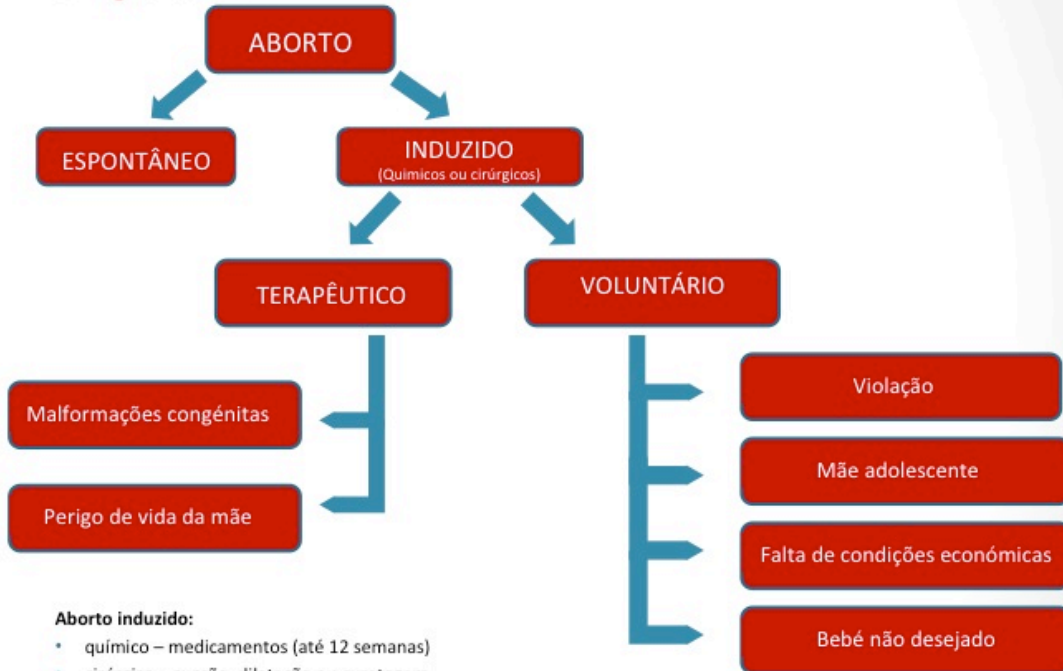 ABORTO
ESPONTÂNEO
INDUZIDO
(Quimicos ou cirúrgicos)
TERAPÊUTICO
VOLUNTÁRIO
Malformações congénitas
Perigo de vida da mãe
Violação
Mãe adolescente
Falta de condições económicas
Bebé não desejado
Aborto induzido:
• químico – medicamentos (até 12 semanas)